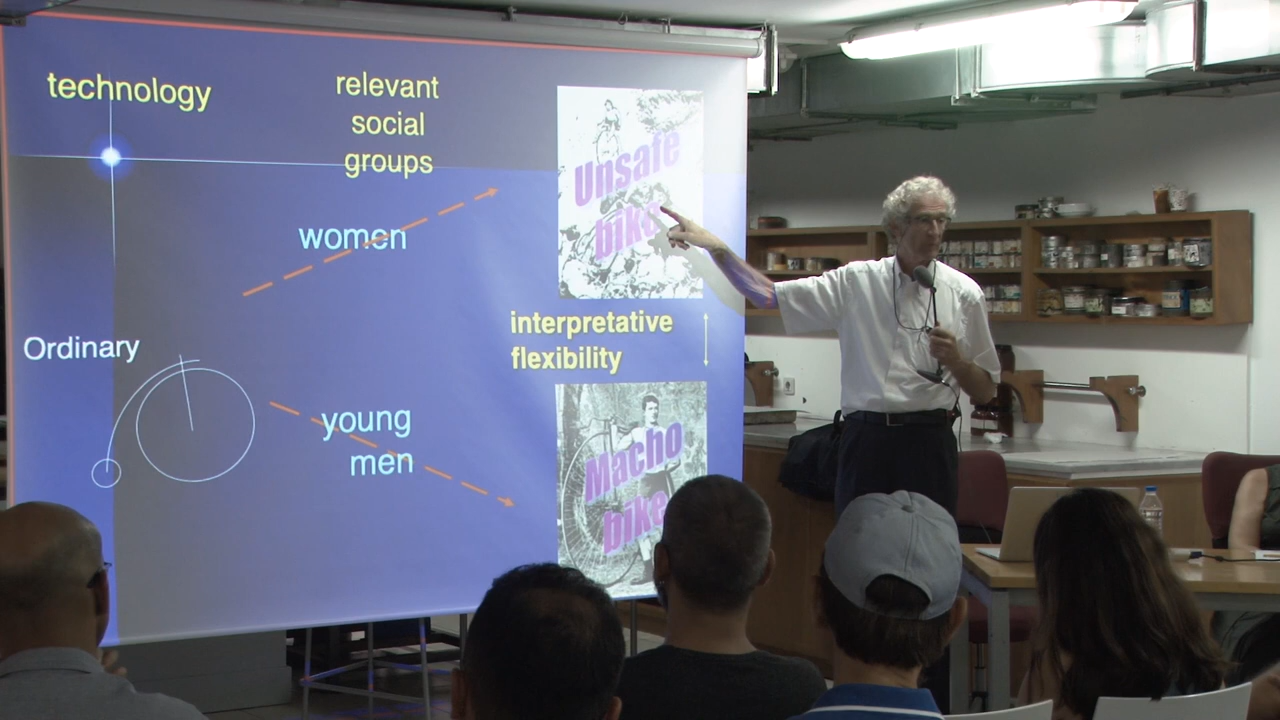 technology
relevant
social
groups
women
Unsafe
bike
interpretative
flexibility
Ordinary
young
men
Macho
bike